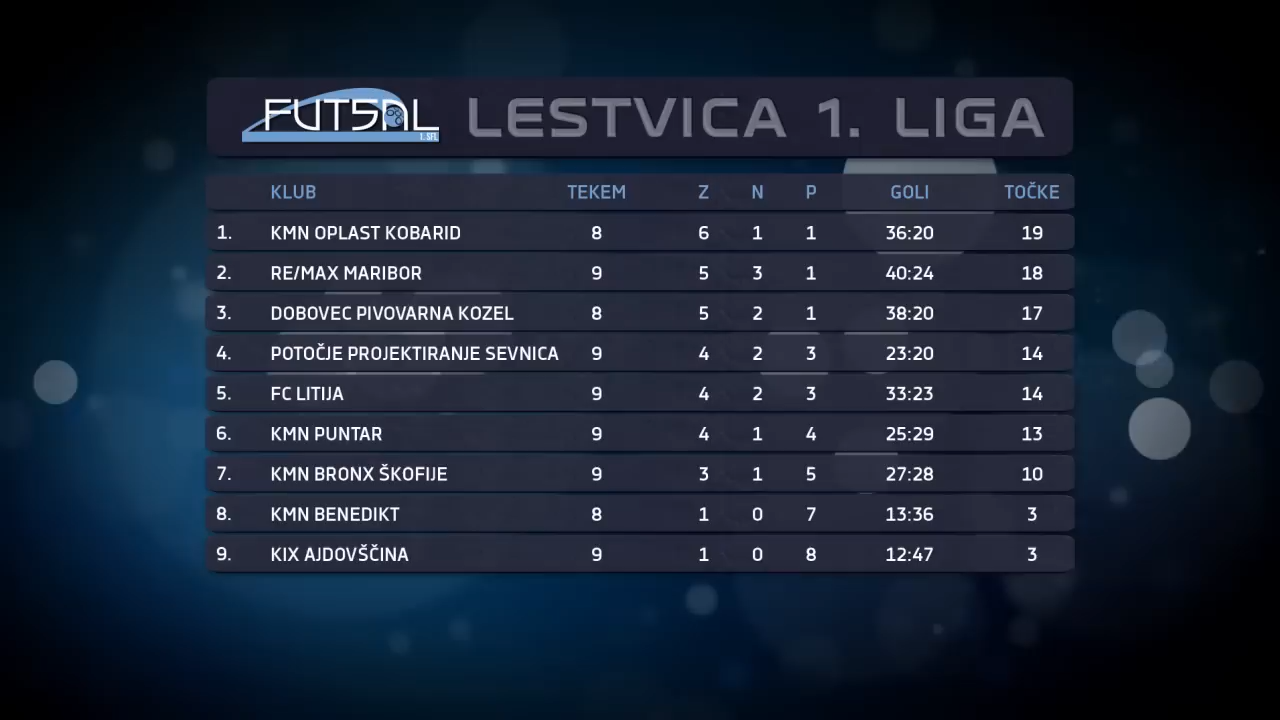 FUTSAL 1. SFL LESTVICA 1. LIGA
KLUB TEKEM Z N P GOLI TOČKE
1. KMN OPLAST KOBARID 8 6 1 1 36:20 19
2. RE/MAX MARIBOR 9 5 3 1 40:24 18
3. DOBOVEC PIVOVARNA KOZEL 8 5 2 1 38:20 17
4. POTOČJE PROJEKTIRANJE SEVNICA 9 4 2 3 23:20 14
5. FC LITIJA 9 4 2 3 33:23 14
6. KMN PUNTAR 9 4 1 4 25:29 13
7. KMN BRONX ŠKOFIJE 9 3 1 5 27:28 10
8. KMN BENEDIKT 8 1 0 7 13:36 3
9. KIX AJDOVŠČINA 9 1 0 8 12:47 3